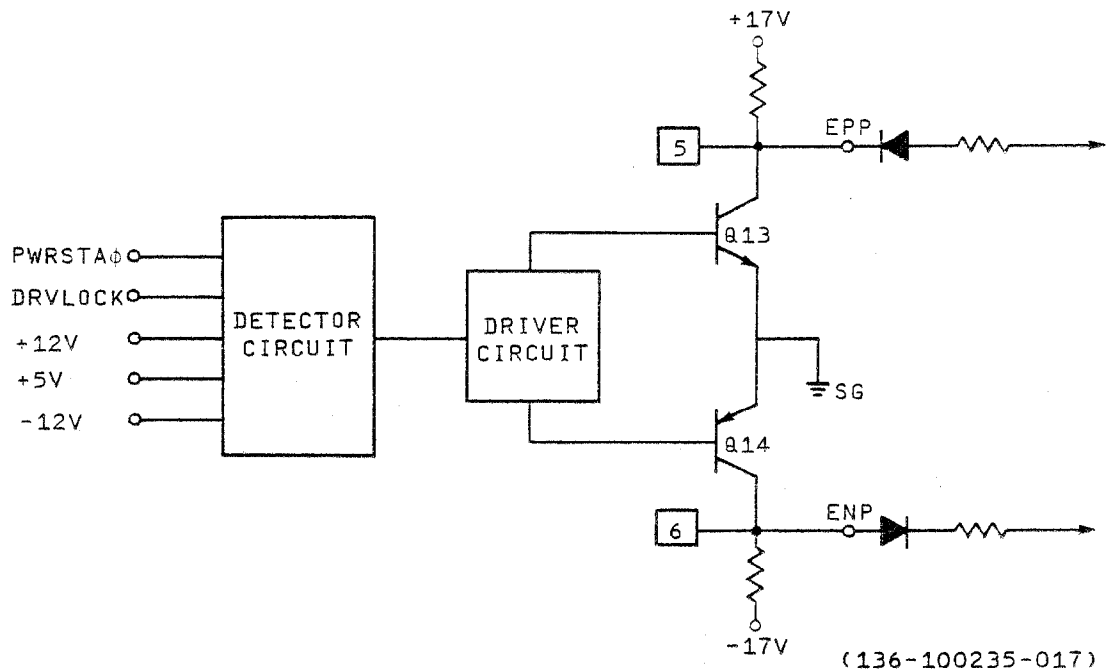 +17V
5
EPP
Q13
PWRSTAϕ
DRVLOCK
+12V
+5V
-12V
DETECTOR
CIRCUIT
DRIVER
CIRCUIT
SG
Q14
6
ENP
-17V
(136-100235-017)